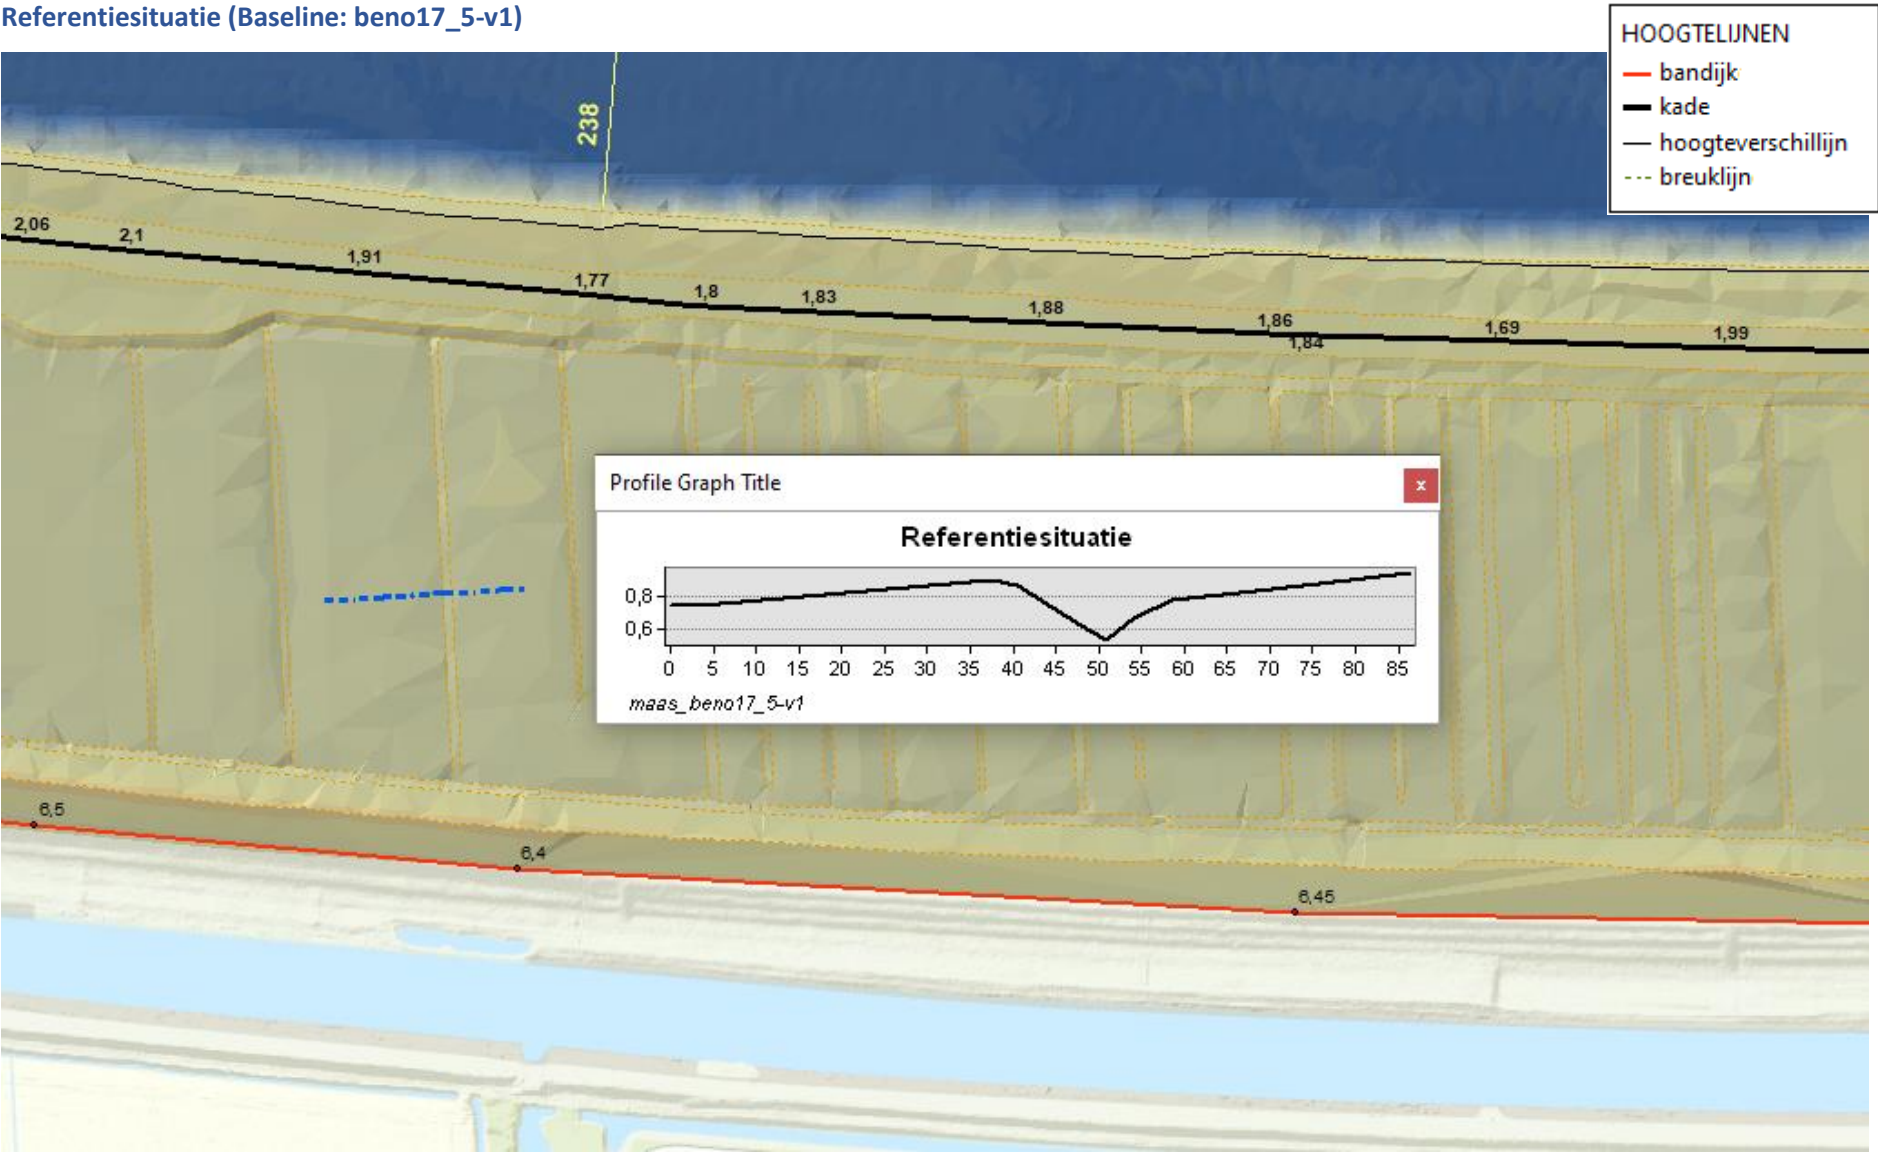 Referentiesituatie (Baseline: beno17_5-v1)
HOOGTELIJNEN
bandijk
kade
hoogteverschillijn
breuklijn
238
2,06
2,1
1,91
1,77
1,8
1,83
1,88
1,86
1,84
1,69
1,99
Profile Graph Title
x
Referentiesituatie
0,8
0,6
0 5 10 15 20 25 30 35 40 45 50 55 60 65 70 75 80 85
maas_beno17_5-v1
6,5
6,4
6,45